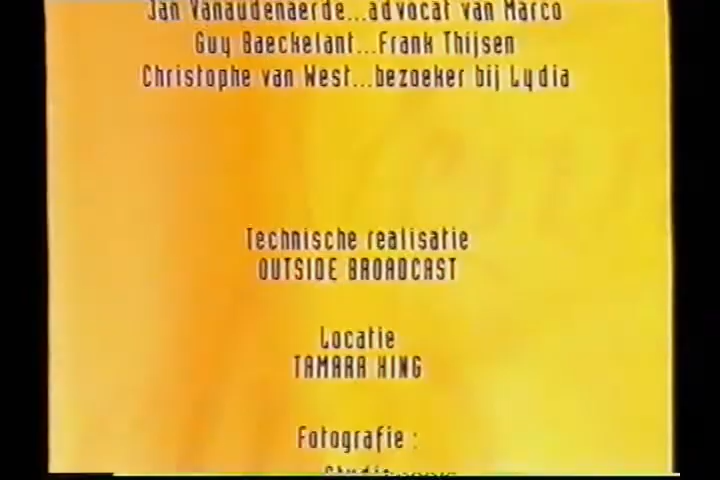 Jan Vanaudenaerde...advocat van Marco
Guy Baeckelant...Frank Thijsen
Christophe van West...bezoeker bij Lydia
Technische realisatie
OUTSIDE BROADCAST
Locatie
TAMARA KING
Fotografie :